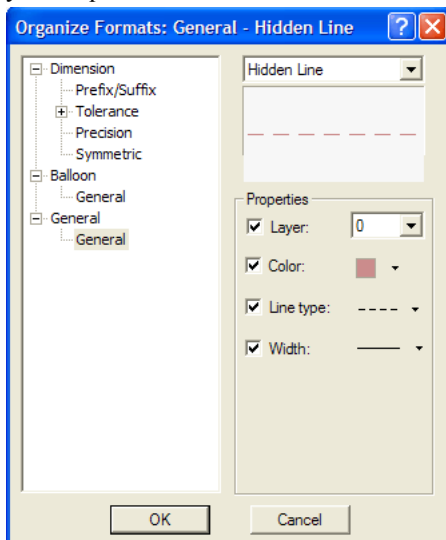 Organize Formats: General - Hidden Line
Dimension
Prefix/Suffix
Tolerance
Precision
Symmetric
Balloon
General
General
General
Hidden Line
Properties
Layer: 0
Color:
Line type:
Width:
OK Cancel